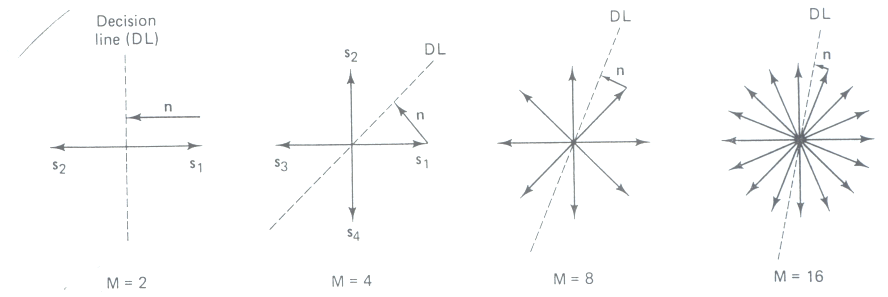 Decision
line (DL)
n
s2
s1
M = 2
DL
s2
n
s3
s1
s4
M = 4
DL
n
M = 8
DL
n
M = 16